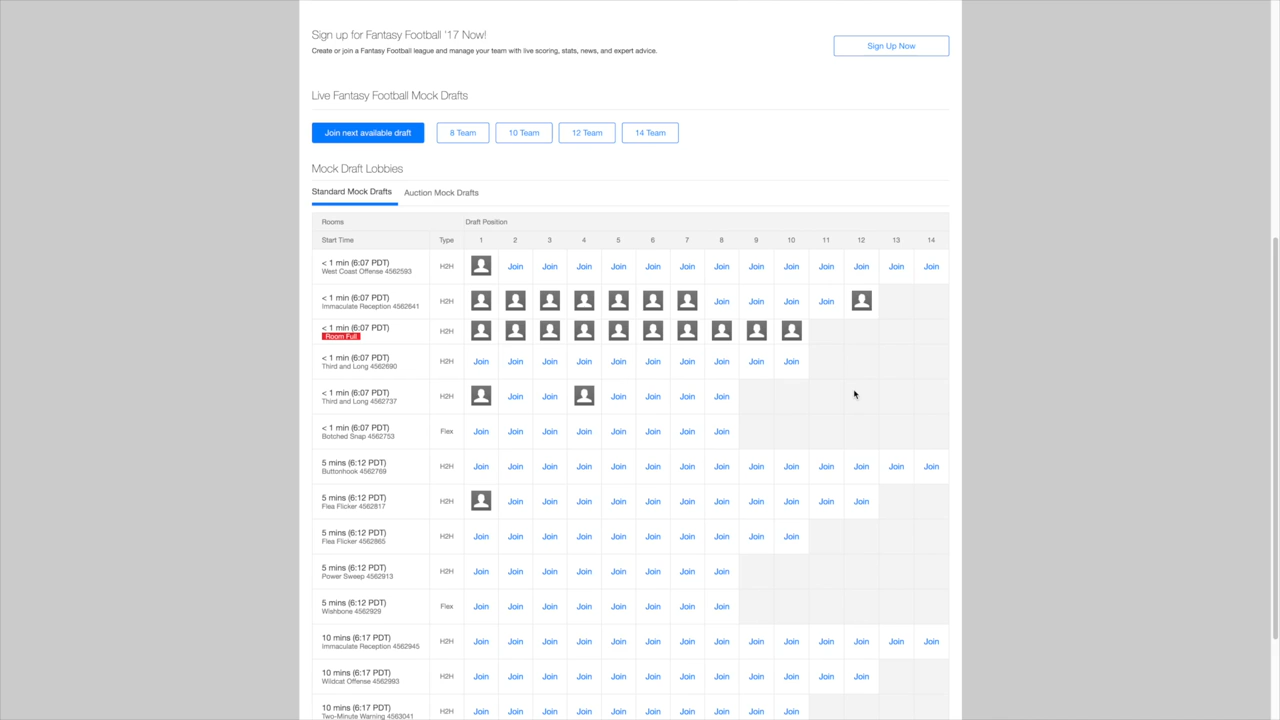 Sign up for Fantasy Football '17 Now!
Create or join a Fantasy Football league and manage your team with live scoring, stats, news, and expert advice.
Sign Up Now
Live Fantasy Football Mock Drafts
Join next available draft 8 Team 10 Team 12 Team 14 Team
Mock Draft Lobbies
Standard Mock Drafts Auction Mock Drafts
Rooms Draft Position
Start Time Type 1 2 3 4 5 6 7 8 9 10 11 12 13 14
< 1 min (6:07 PDT)
West Coast Offense 4562593 H2H Join Join Join Join Join Join Join Join Join Join Join Join Join
< 1 min (6:07 PDT)
Immaculate Reception 4562641 H2H Join Join Join Join
< 1 min (6:07 PDT)
Room Full H2H
< 1 min (6:07 PDT)
Third and Long 4562690 H2H Join Join Join Join Join Join Join Join Join Join
< 1 min (6:07 PDT)
Third and Long 4562737 H2H Join Join Join Join Join Join
< 1 min (6:07 PDT)
Botched Snap 4562753 Flex Join Join Join Join Join Join Join Join
5 mins (6:12 PDT)
Buttonhook 4562769 H2H Join Join Join Join Join Join Join Join Join Join Join Join Join Join
5 mins (6:12 PDT)
Flea Flicker 4562817 H2H Join Join Join Join Join Join Join Join Join Join Join
5 mins (6:12 PDT)
Flea Flicker 4562865 H2H Join Join Join Join Join Join Join Join Join Join
5 mins (6:12 PDT)
Power Sweep 4562913 H2H Join Join Join Join Join Join Join Join
5 mins (6:12 PDT)
Wishbone 4562929 Flex Join Join Join Join Join Join Join Join
10 mins (6:17 PDT)
Immaculate Reception 4562945 H2H Join Join Join Join Join Join Join Join Join Join Join Join Join Join
10 mins (6:17 PDT)
Wildcat Offense 4562993 H2H Join Join Join Join Join Join Join Join Join Join Join Join
10 mins (6:17 PDT)
Two-Minute Warning 4563041 H2H Join Join Join Join Join Join Join Join Join Join